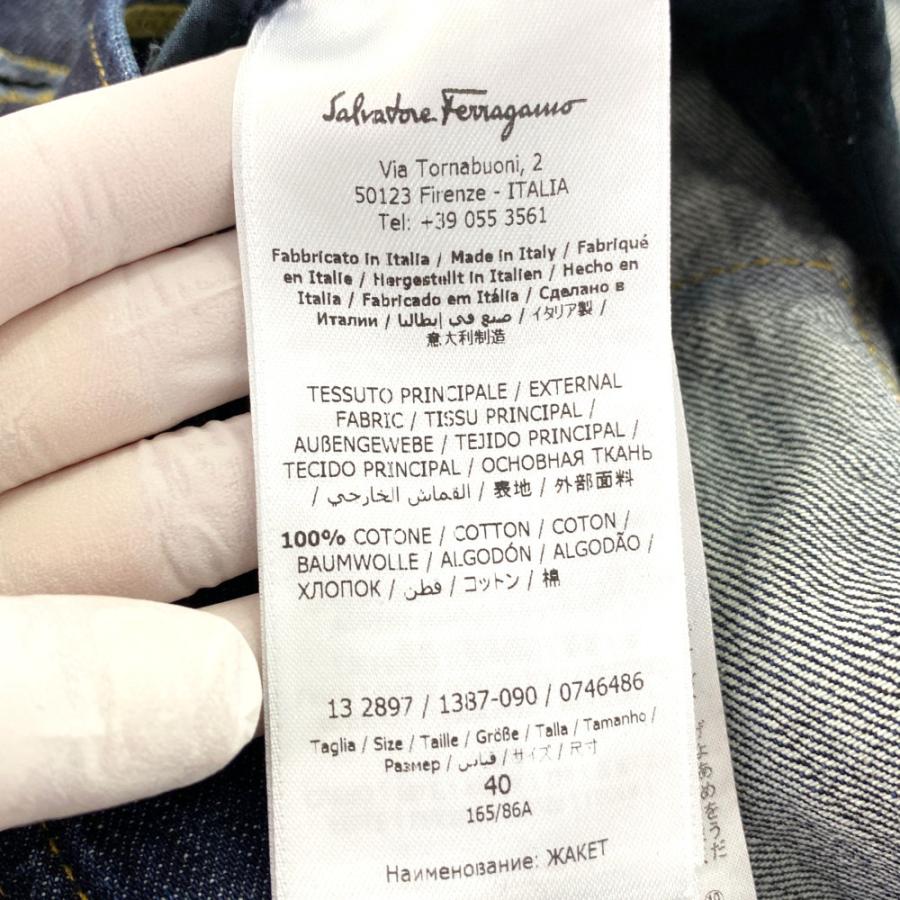 Salvatore Ferragamo
Via Tornabuoni, 2
50123 Firenze - ITALIA
Tel: +39 055 3561
Fabbricato in Italia / Made in Italy / Fabriqué
en Italie / Hergestellt in Italien / Hecho en
Italia / Fabricado em Itália / Сделано в
Италии / صنع في إيطاليا / イタリア製 /
意大利制造
TESSUTO PRINCIPALE / EXTERNAL
FABRIC / TISSU PRINCIPAL /
AUßENGEWEBE / TEJIDO PRINCIPAL /
TECIDO PRINCIPAL / ОСНОВНАЯ ТКАНЬ
/ القماش الخارجي / 表地 / 外部面料
100% COTONE / COTTON / COTON /
BAUMWOLLE / ALGODÓN / ALGODÃO /
ХЛОПОК / قطن / コットン / 棉
13 2897 / 1387-090 / 0746486
Taglia / Size / Taille / Größe / Talla / Tamanho /
Размер / قياس / サイズ / 尺寸
40
165/86A
Наименование: ЖАКЕТ